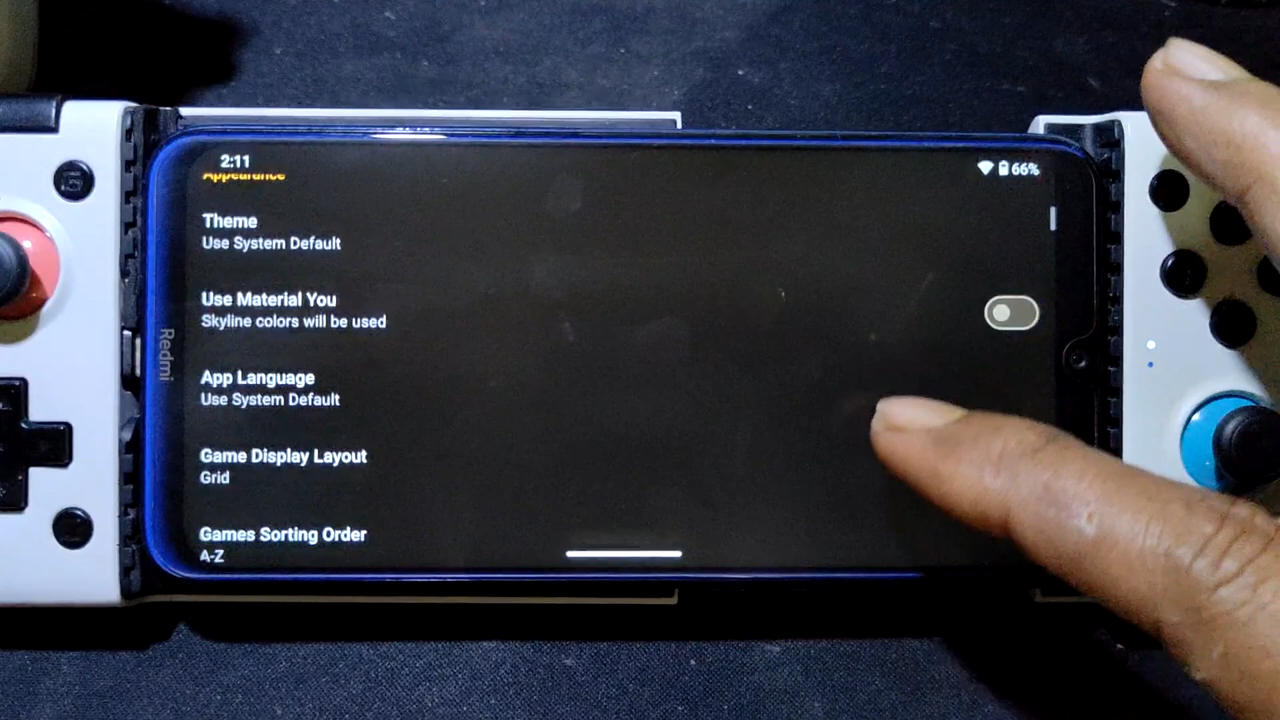 2:11
66%
Appearance
Theme
Use System Default
Use Material You
Skyline colors will be used
App Language
Use System Default
Game Display Layout
Grid
Games Sorting Order
A-Z
Redmi